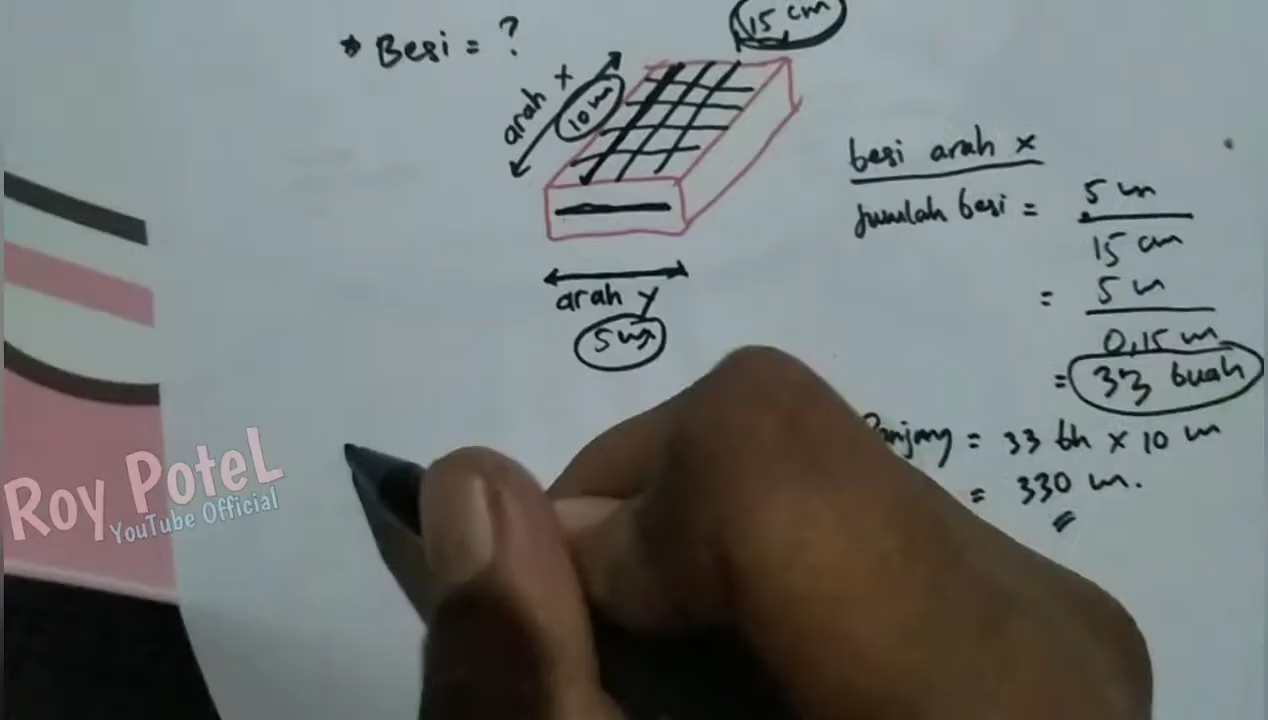 * Besi = ?
15 cm
arah x
10 m
arah y
5 m
besi arah x
Jumlah besi = 5 m
15 cm
= 5 m
0,15 m
= 33 buah
Panjang = 33 bh x 10 m
= 330 m.
Roy PoteL
YouTube Official